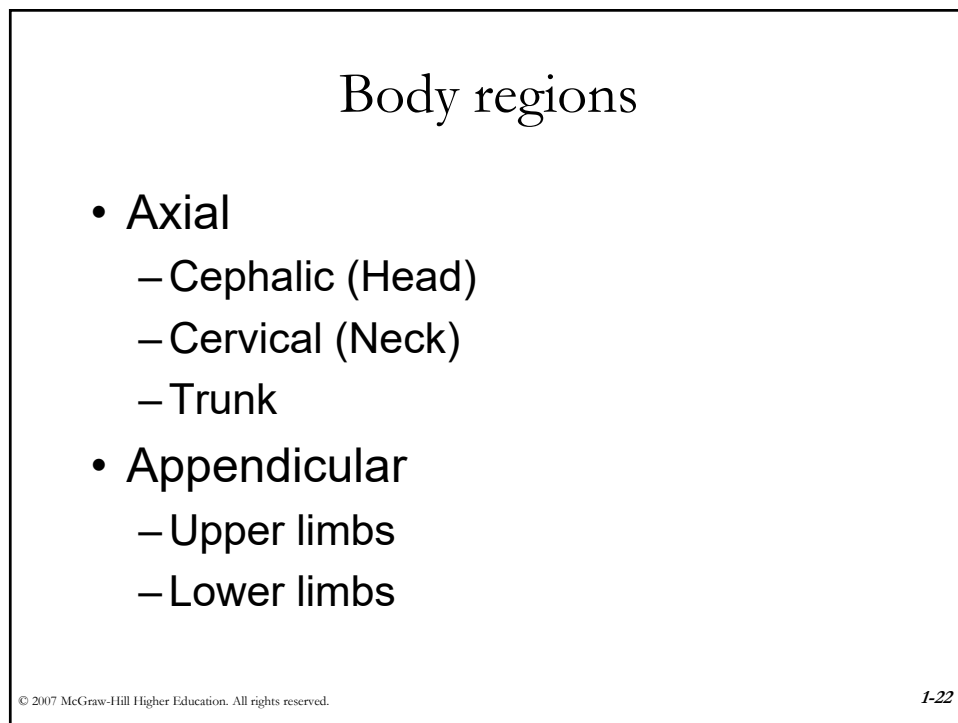 Body regions
• Axial
– Cephalic (Head)
– Cervical (Neck)
– Trunk
• Appendicular
– Upper limbs
– Lower limbs
© 2007 McGraw-Hill Higher Education. All rights reserved.
1-22